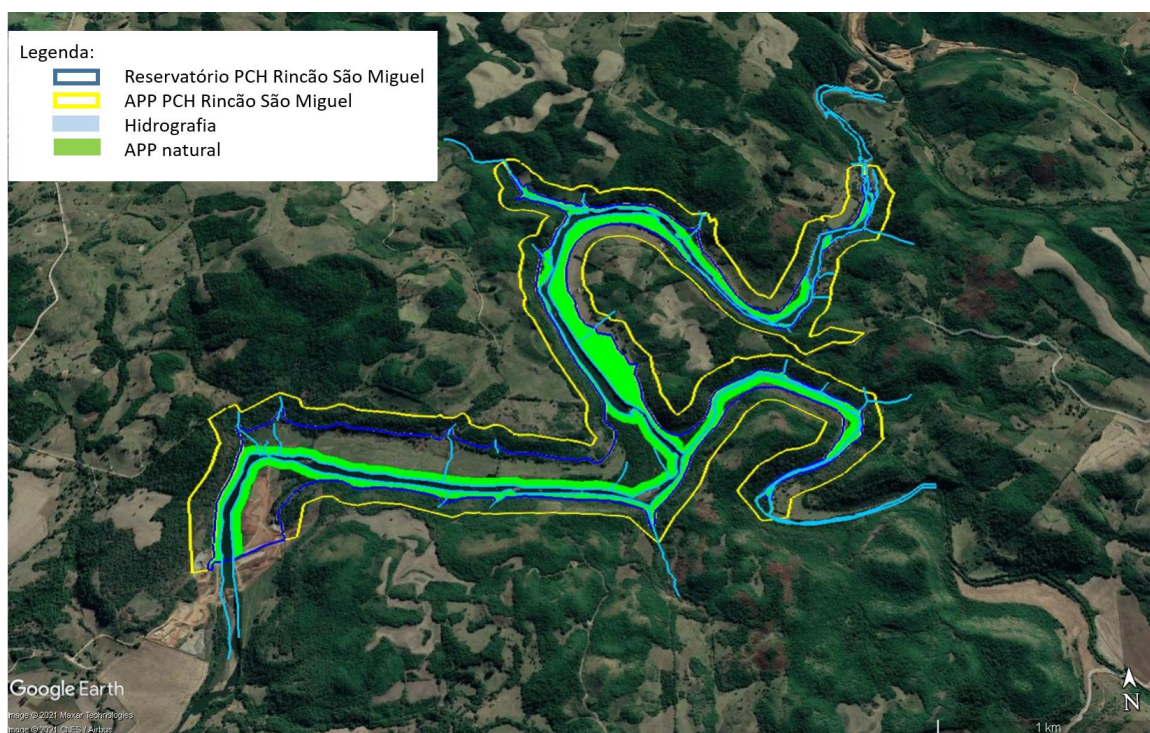 Legenda:
Reservatório PCH Rincão São Miguel
APP PCH Rincão São Miguel
Hidrografia
APP natural
Google Earth
Image © 2021 Maxar Technologies
Image © 2021 CNES / Airbus
1 km
N